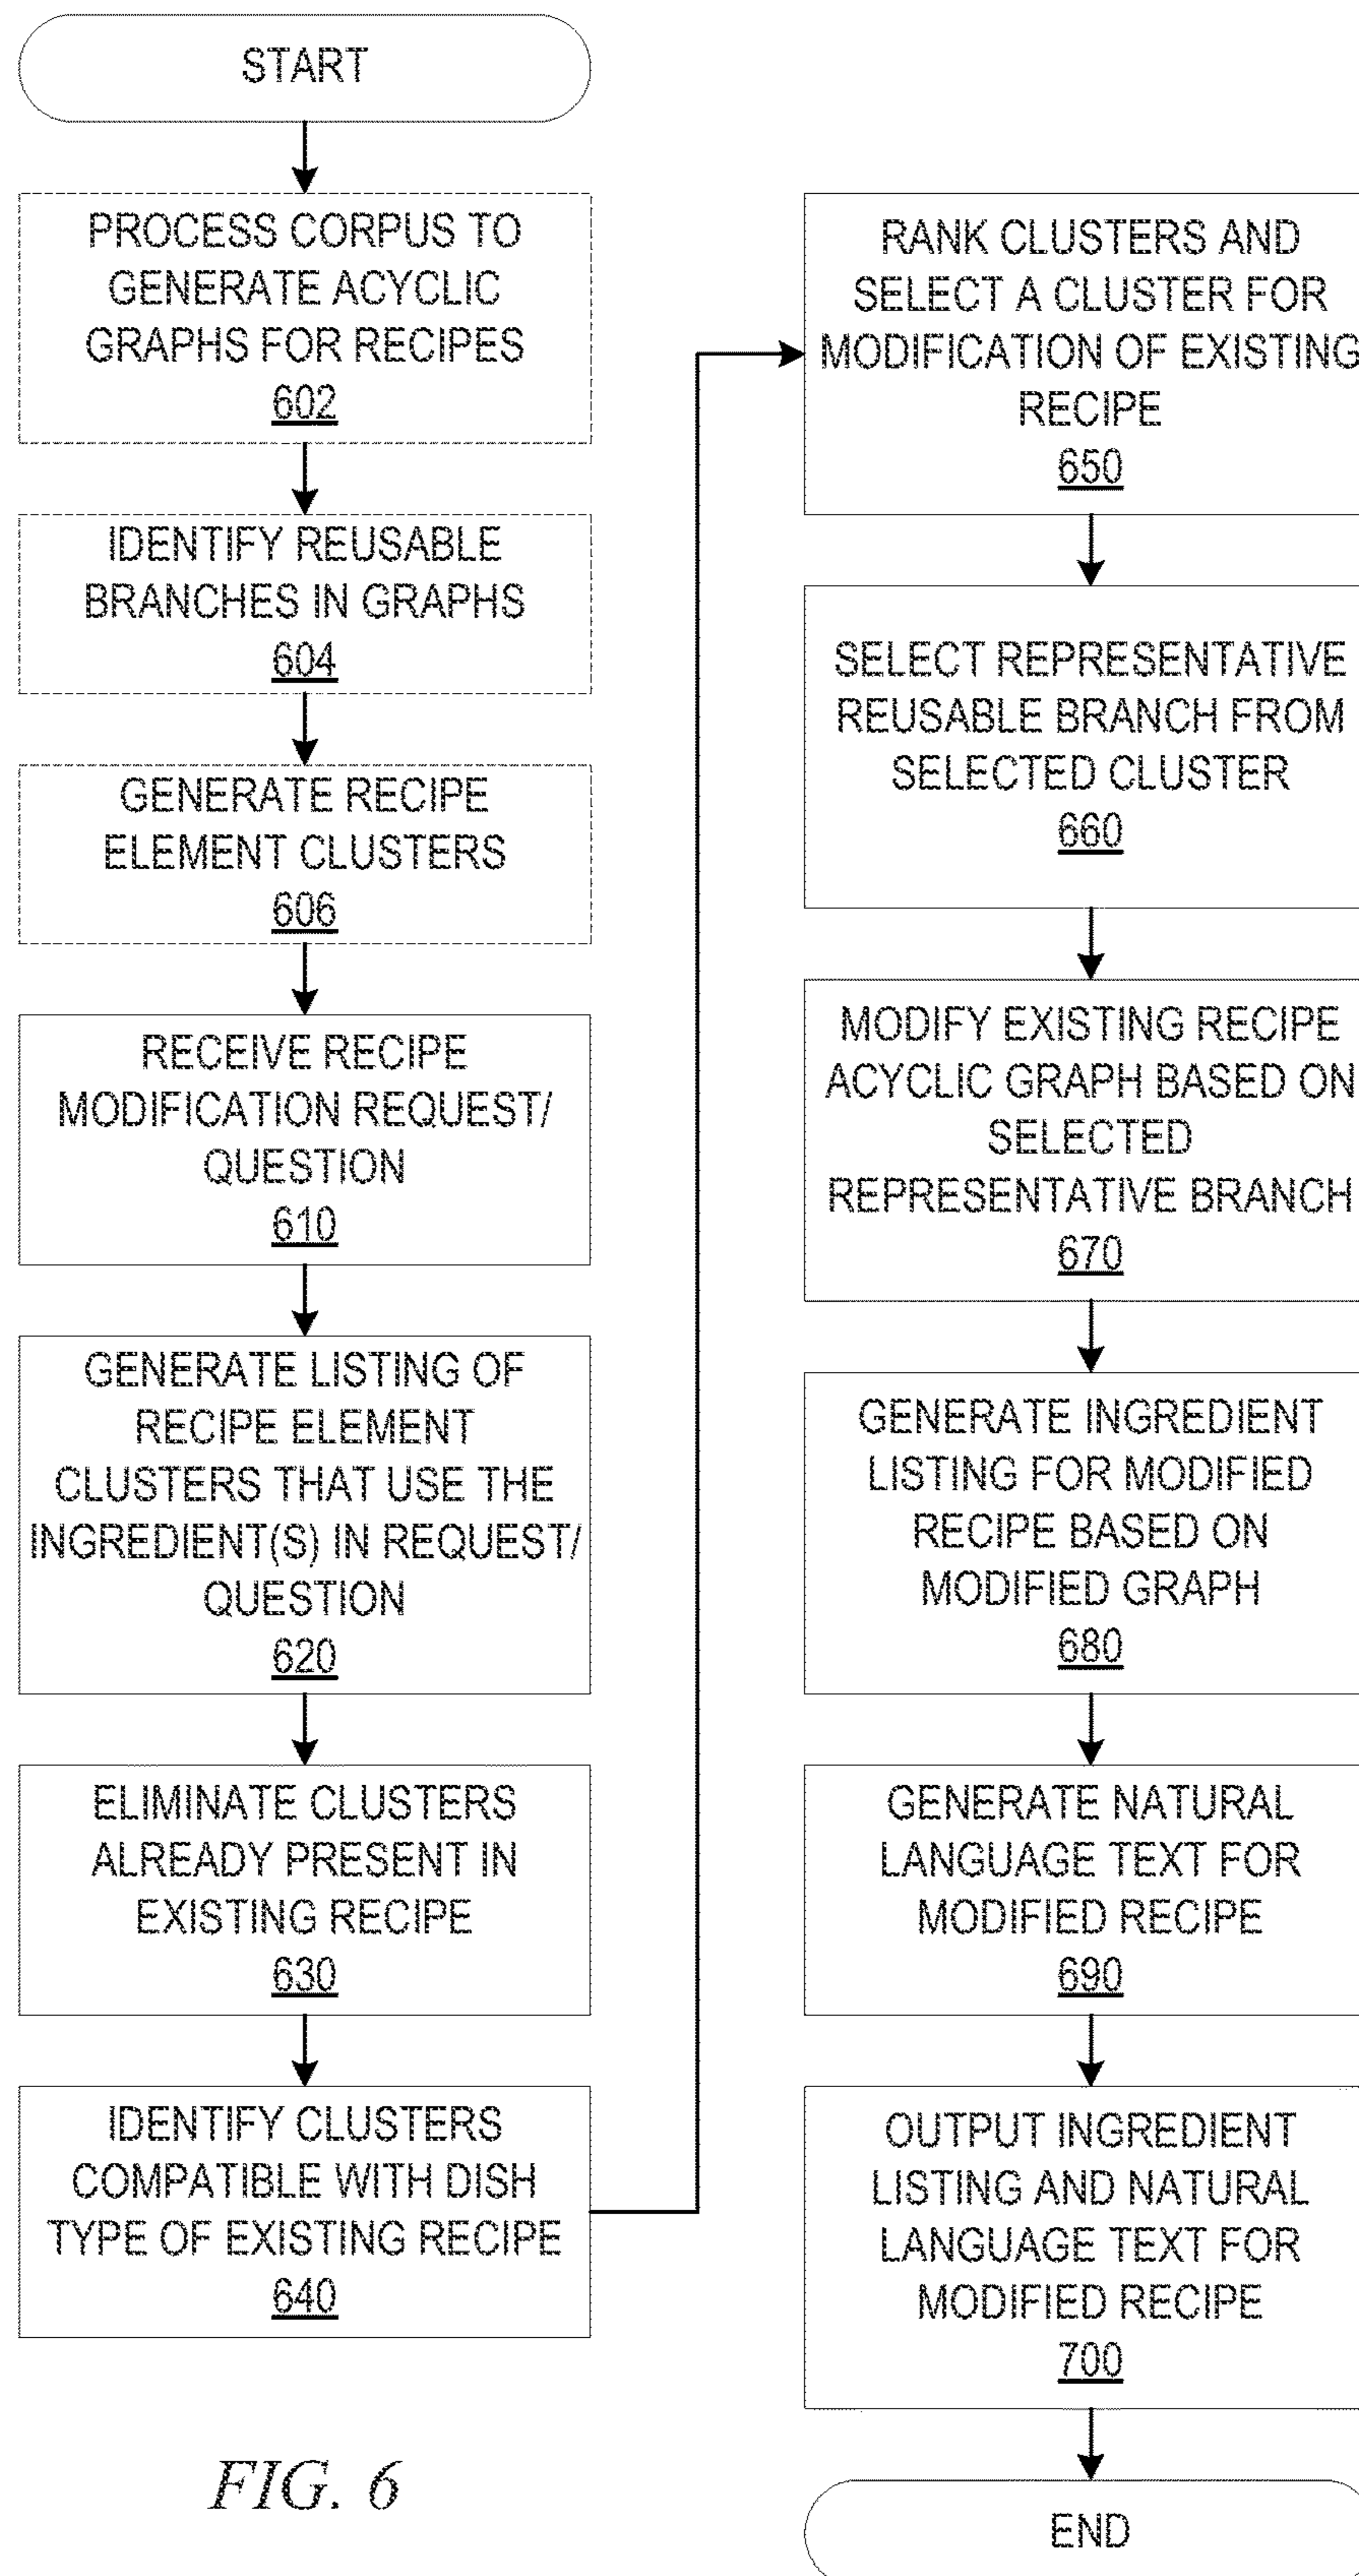 START
PROCESS CORPUS TO
GENERATE ACYCLIC
GRAPHS FOR RECIPES
602
IDENTIFY REUSABLE
BRANCHES IN GRAPHS
604
GENERATE RECIPE
ELEMENT CLUSTERS
606
RECEIVE RECIPE
MODIFICATION REQUEST/
QUESTION
610
GENERATE LISTING OF
RECIPE ELEMENT
CLUSTERS THAT USE THE
INGREDIENT(S) IN REQUEST/
QUESTION
620
ELIMINATE CLUSTERS
ALREADY PRESENT IN
EXISTING RECIPE
630
IDENTIFY CLUSTERS
COMPATIBLE WITH DISH
TYPE OF EXISTING RECIPE
640
RANK CLUSTERS AND
SELECT A CLUSTER FOR
MODIFICATION OF EXISTING
RECIPE
650
SELECT REPRESENTATIVE
REUSABLE BRANCH FROM
SELECTED CLUSTER
660
MODIFY EXISTING RECIPE
ACYCLIC GRAPH BASED ON
SELECTED
REPRESENTATIVE BRANCH
670
GENERATE INGREDIENT
LISTING FOR MODIFIED
RECIPE BASED ON
MODIFIED GRAPH
680
GENERATE NATURAL
LANGUAGE TEXT FOR
MODIFIED RECIPE
690
OUTPUT INGREDIENT
LISTING AND NATURAL
LANGUAGE TEXT FOR
MODIFIED RECIPE
700
END
FIG. 6